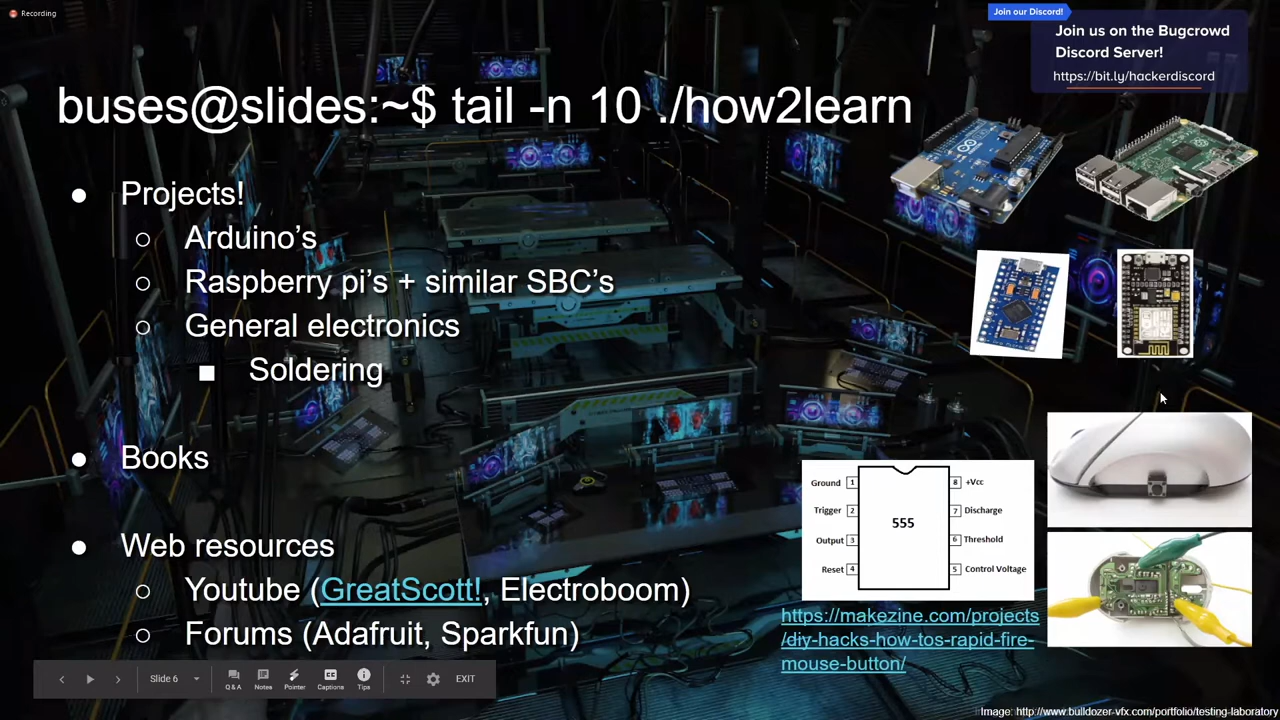 Recording
Join our Discord!
Join us on the Bugcrowd
Discord Server!
https://bit.ly/hackerdiscord
buses@slides:~$ tail -n 10 ./how2learn
● Projects!
○ Arduino's
○ Raspberry pi's + similar SBC's
○ General electronics
■ Soldering
● Books
● Web resources
○ Youtube (GreatScott!, Electroboom)
○ Forums (Adafruit, Sparkfun)
Ground 1 8 +Vcc
Trigger 2 7 Discharge
555
Output 3 6 Threshold
Reset 4 5 Control Voltage
https://makezine.com/projects
/diy-hacks-how-tos-rapid-fire-
mouse-button/
Slide 6
Q & A
Notes
Pointer
Captions
Tips
EXIT
Image: http://www.bulldozer-vfx.com/portfolio/testing-laboratory